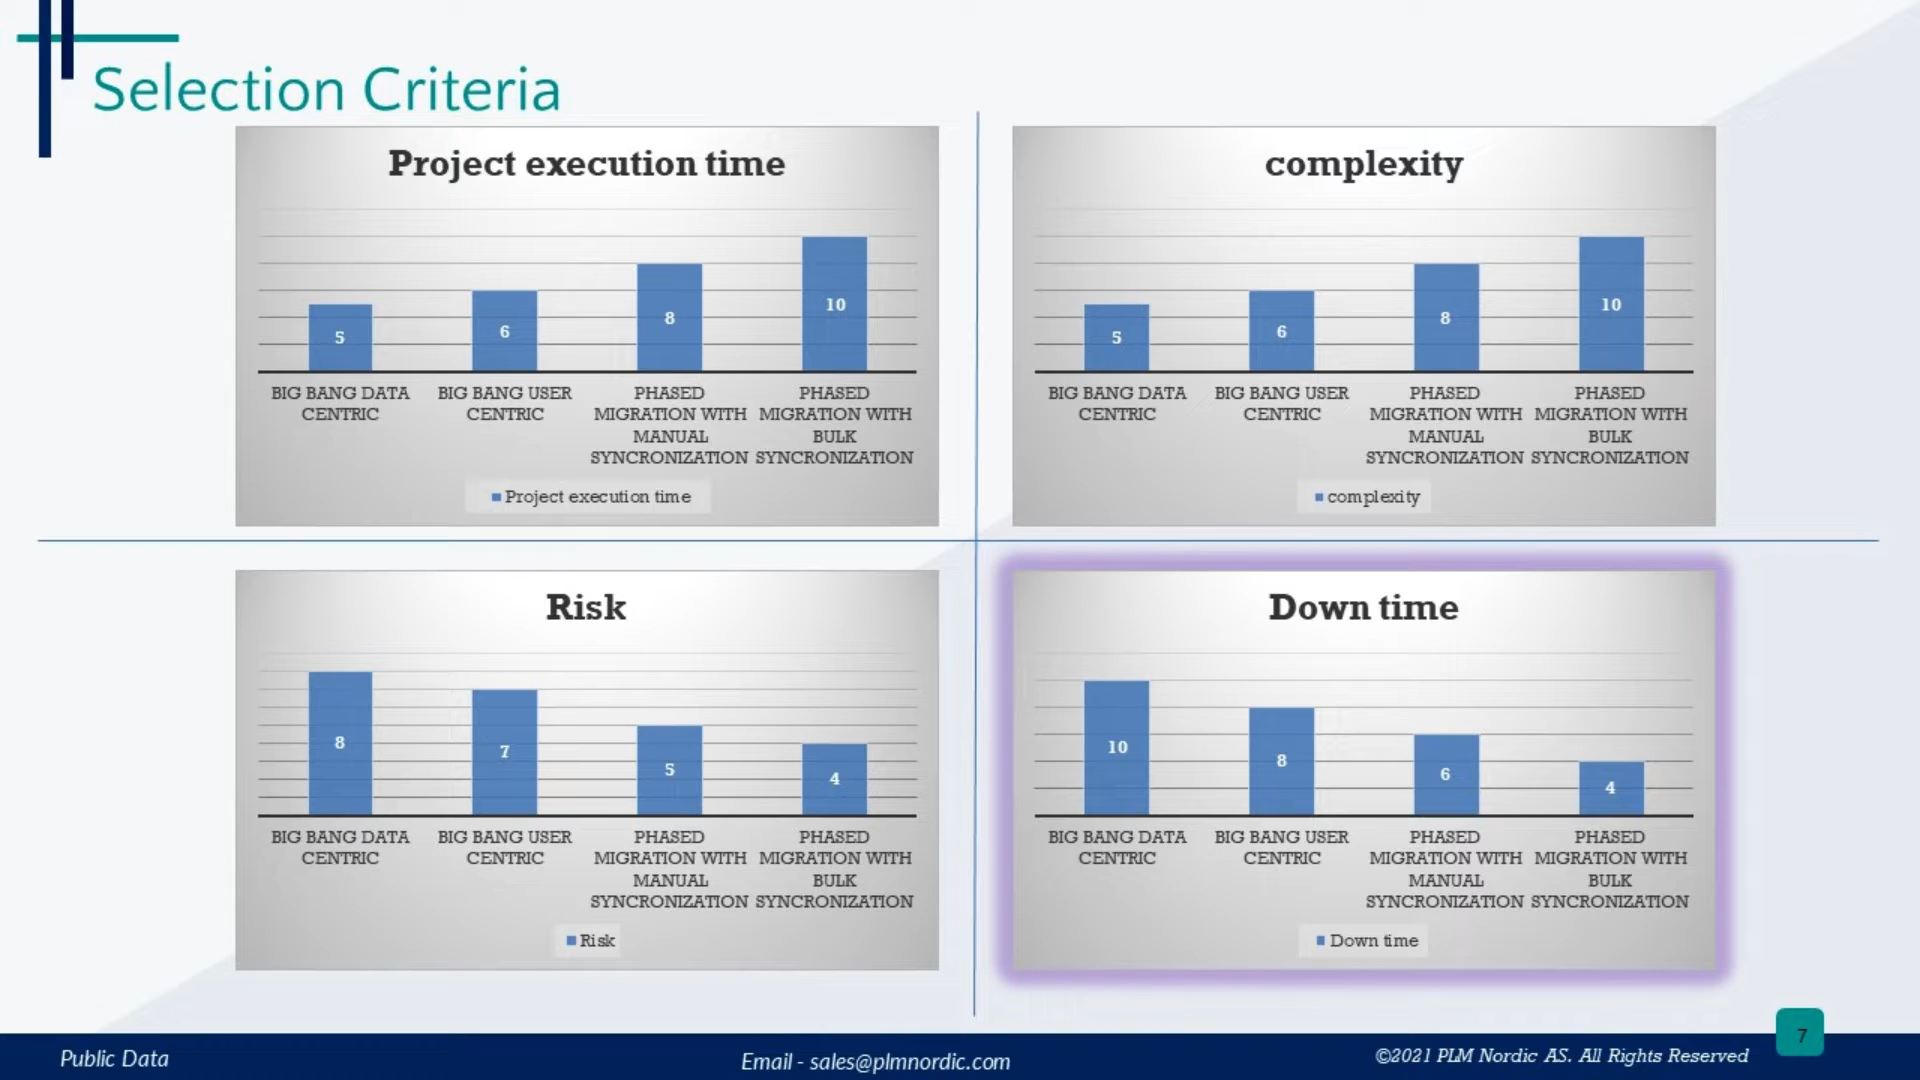 Selection Criteria
Project execution time
5
6
8
10
BIG BANG DATA
CENTRIC
BIG BANG USER
CENTRIC
PHASED
MIGRATION WITH
MANUAL
SYNCRONIZATION
PHASED
MIGRATION WITH
BULK
SYNCRONIZATION
Project execution time
complexity
5
6
8
10
BIG BANG DATA
CENTRIC
BIG BANG USER
CENTRIC
PHASED
MIGRATION WITH
MANUAL
SYNCRONIZATION
PHASED
MIGRATION WITH
BULK
SYNCRONIZATION
complexity
Risk
8
7
5
4
BIG BANG DATA
CENTRIC
BIG BANG USER
CENTRIC
PHASED
MIGRATION WITH
MANUAL
SYNCRONIZATION
PHASED
MIGRATION WITH
BULK
SYNCRONIZATION
Risk
Down time
10
8
6
4
BIG BANG DATA
CENTRIC
BIG BANG USER
CENTRIC
PHASED
MIGRATION WITH
MANUAL
SYNCRONIZATION
PHASED
MIGRATION WITH
BULK
SYNCRONIZATION
Down time
Public Data
Email - sales@plmnordic.com
©2021 PLM Nordic AS. All Rights Reserved
7